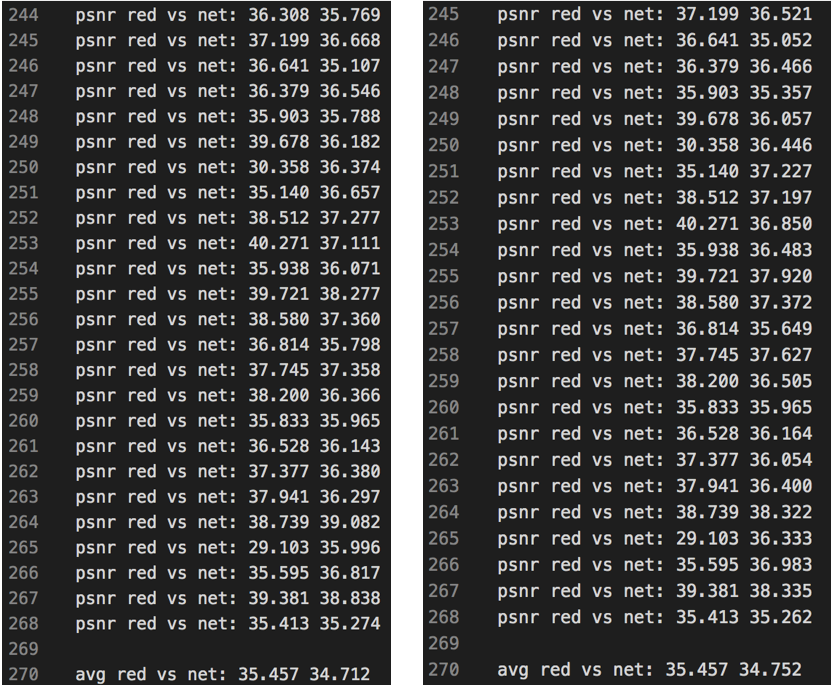 244 psnr red vs net: 36.308 35.769
245 psnr red vs net: 37.199 36.668
246 psnr red vs net: 36.641 35.107
247 psnr red vs net: 36.379 36.546
248 psnr red vs net: 35.903 35.788
249 psnr red vs net: 39.678 36.182
250 psnr red vs net: 30.358 36.374
251 psnr red vs net: 35.140 36.657
252 psnr red vs net: 38.512 37.277
253 psnr red vs net: 40.271 37.111
254 psnr red vs net: 35.938 36.071
255 psnr red vs net: 39.721 38.277
256 psnr red vs net: 38.580 37.360
257 psnr red vs net: 36.814 35.798
258 psnr red vs net: 37.745 37.358
259 psnr red vs net: 38.200 36.366
260 psnr red vs net: 35.833 35.965
261 psnr red vs net: 36.528 36.143
262 psnr red vs net: 37.377 36.380
263 psnr red vs net: 37.941 36.297
264 psnr red vs net: 38.739 39.082
265 psnr red vs net: 29.103 35.996
266 psnr red vs net: 35.595 36.817
267 psnr red vs net: 39.381 38.838
268 psnr red vs net: 35.413 35.274
269
270 avg red vs net: 35.457 34.712
245 psnr red vs net: 37.199 36.521
246 psnr red vs net: 36.641 35.052
247 psnr red vs net: 36.379 36.466
248 psnr red vs net: 35.903 35.357
249 psnr red vs net: 39.678 36.057
250 psnr red vs net: 30.358 36.446
251 psnr red vs net: 35.140 37.227
252 psnr red vs net: 38.512 37.197
253 psnr red vs net: 40.271 36.850
254 psnr red vs net: 35.938 36.483
255 psnr red vs net: 39.721 37.920
256 psnr red vs net: 38.580 37.372
257 psnr red vs net: 36.814 35.649
258 psnr red vs net: 37.745 37.627
259 psnr red vs net: 38.200 36.505
260 psnr red vs net: 35.833 35.965
261 psnr red vs net: 36.528 36.164
262 psnr red vs net: 37.377 36.054
263 psnr red vs net: 37.941 36.400
264 psnr red vs net: 38.739 38.322
265 psnr red vs net: 29.103 36.333
266 psnr red vs net: 35.595 36.983
267 psnr red vs net: 39.381 38.335
268 psnr red vs net: 35.413 35.262
269
270 avg red vs net: 35.457 34.752